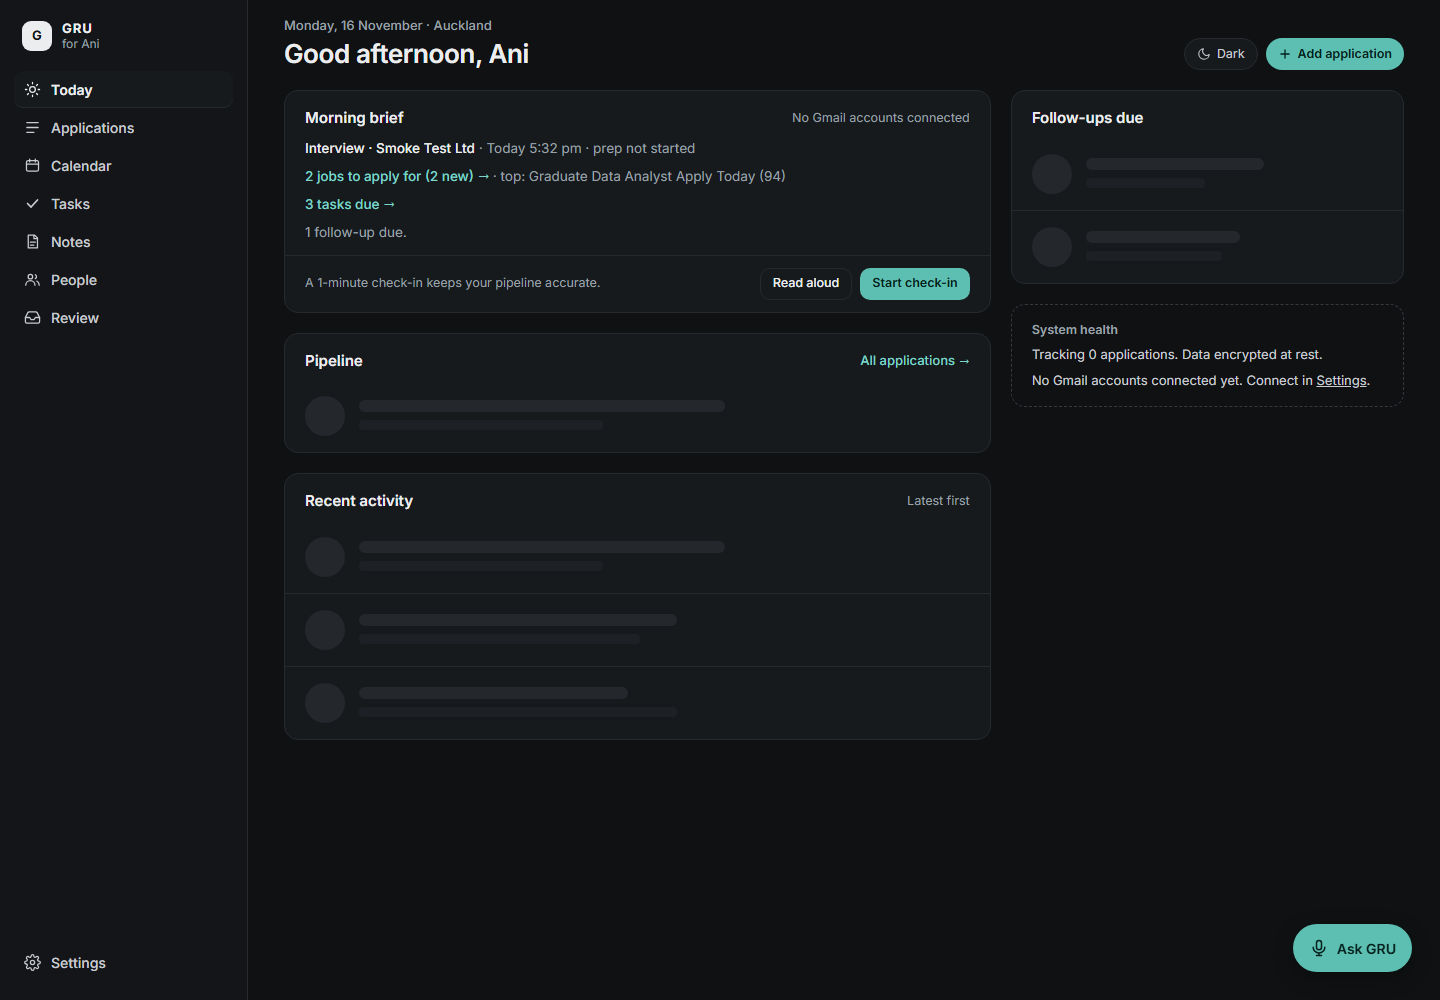 G
GRU
for Ani
Today
Applications
Calendar
Tasks
Notes
People
Review
Settings
Monday, 16 November · Auckland
Good afternoon, Ani
Dark
+ Add application
Morning brief
No Gmail accounts connected
Interview · Smoke Test Ltd · Today 5:32 pm · prep not started
2 jobs to apply for (2 new) → · top: Graduate Data Analyst Apply Today (94)
3 tasks due →
1 follow-up due.
A 1-minute check-in keeps your pipeline accurate.
Read aloud
Start check-in
Pipeline
All applications →
Recent activity
Latest first
Follow-ups due
System health
Tracking 0 applications. Data encrypted at rest.
No Gmail accounts connected yet. Connect in Settings.
Ask GRU